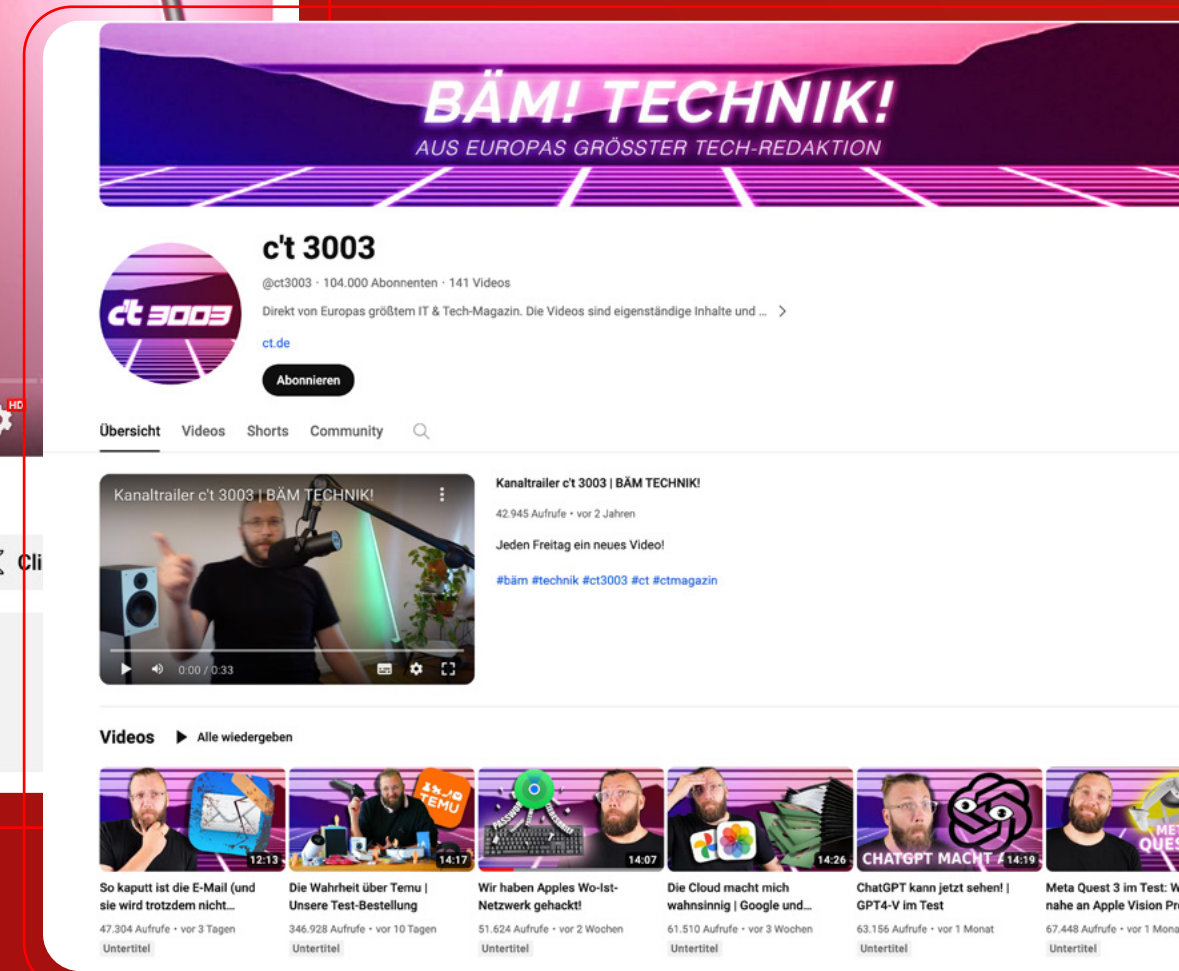 BÄM! TECHNIK!
AUS EUROPAS GRÖSSTER TECH-REDAKTION
c't 3003
c't 3003
@ct3003 · 104.000 Abonnenten · 141 Videos
Direkt von Europas größtem IT & Tech-Magazin. Die Videos sind eigenständige Inhalte und ...
ct.de
Abonnieren
HD
Übersicht Videos Shorts Community
Kanaltrailer c't 3003 | BÄM TECHNIK!
0:00 / 0:33
Kanaltrailer c't 3003 | BÄM TECHNIK!
42.945 Aufrufe • vor 2 Jahren
Jeden Freitag ein neues Video!
#bäm #technik #ct3003 #ct #ctmagazin
Cli
Videos Alle wiedergeben
12:13
TEMU
14:17
14:07
14:26
CHATGPT MACHT
14:19
So kaputt ist die E-Mail (und
sie wird trotzdem nicht...
47.304 Aufrufe • vor 3 Tagen
Untertitel
Die Wahrheit über Temu |
Unsere Test-Bestellung
346.928 Aufrufe • vor 10 Tagen
Untertitel
Wir haben Apples Wo-Ist-
Netzwerk gehackt!
51.624 Aufrufe • vor 2 Wochen
Untertitel
Die Cloud macht mich
wahnsinnig | Google und...
61.510 Aufrufe • vor 3 Wochen
Untertitel
ChatGPT kann jetzt sehen! |
GPT4-V im Test
63.156 Aufrufe • vor 1 Monat
Untertitel
Meta Quest 3 im Test: W
nahe an Apple Vision Pr
67.448 Aufrufe • vor 1 Mona
Untertitel